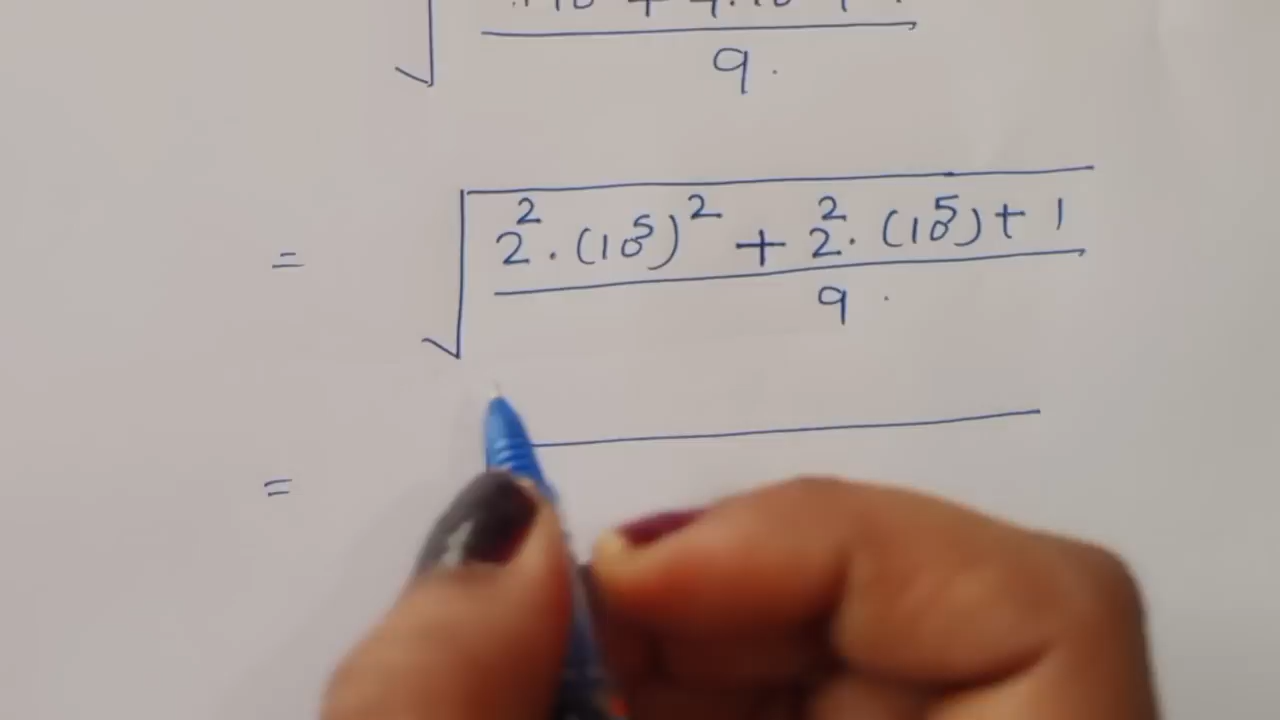 9.
= √ 2². (10⁵)² + 2². (10⁵) + 1
9.
=